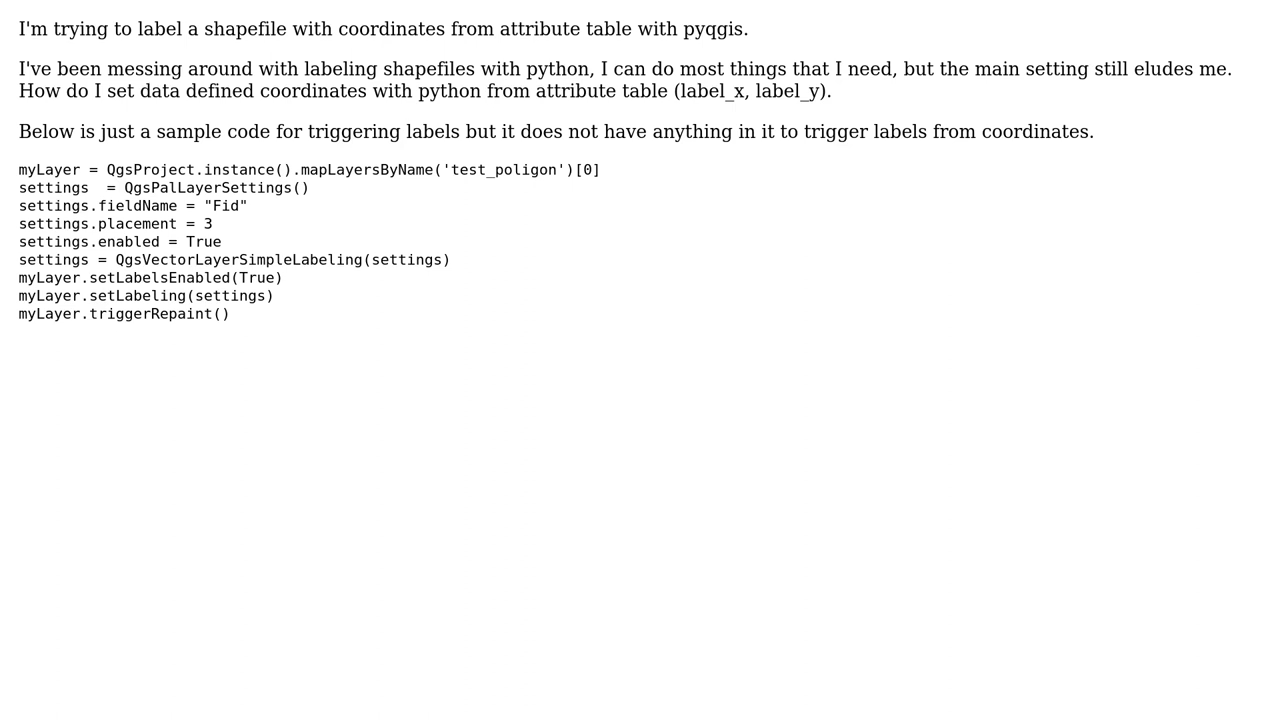 I'm trying to label a shapefile with coordinates from attribute table with pyqgis.
I've been messing around with labeling shapefiles with python, I can do most things that I need, but the main setting still eludes me.
How do I set data defined coordinates with python from attribute table (label_x, label_y).
Below is just a sample code for triggering labels but it does not have anything in it to trigger labels from coordinates.
myLayer = QgsProject.instance().mapLayersByName('test_poligon')[0]
settings  = QgsPalLayerSettings()
settings.fieldName = "Fid"
settings.placement = 3
settings.enabled = True
settings = QgsVectorLayerSimpleLabeling(settings)
myLayer.setLabelsEnabled(True)
myLayer.setLabeling(settings)
myLayer.triggerRepaint()